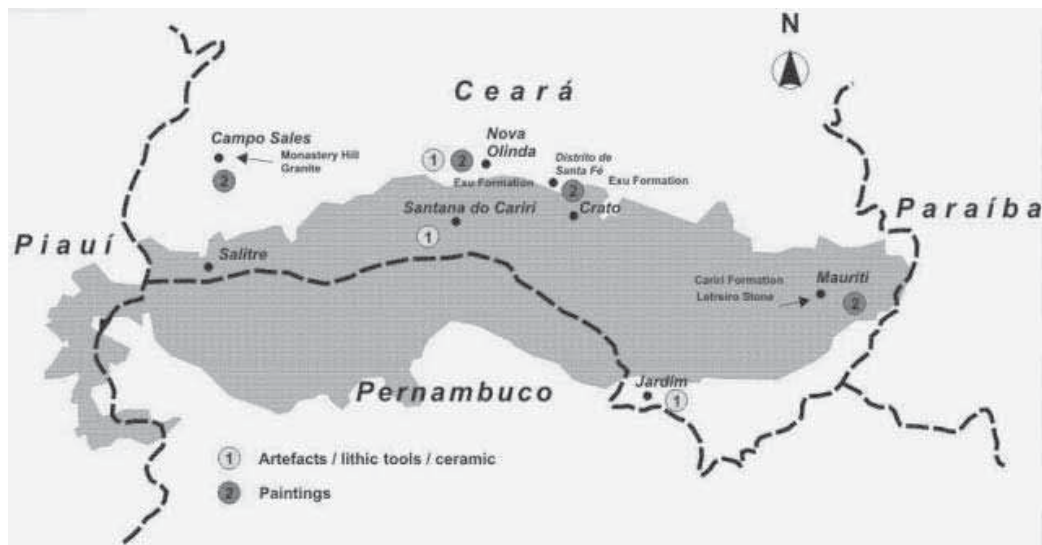 N
Ceará
Campo Sales
Monastery Hill
Granite
2
1 2
Nova
Olinda
Exu Formation
Distrito de
Santa Fé
2
Exu Formation
Santana do Cariri
1
Crato
Paraíba
Piauí
Salitre
Cariri Formation
Letreiro Stone
Mauriti
2
Pernambuco
Jardim
1
1 Artefacts / lithic tools / ceramic
2 Paintings